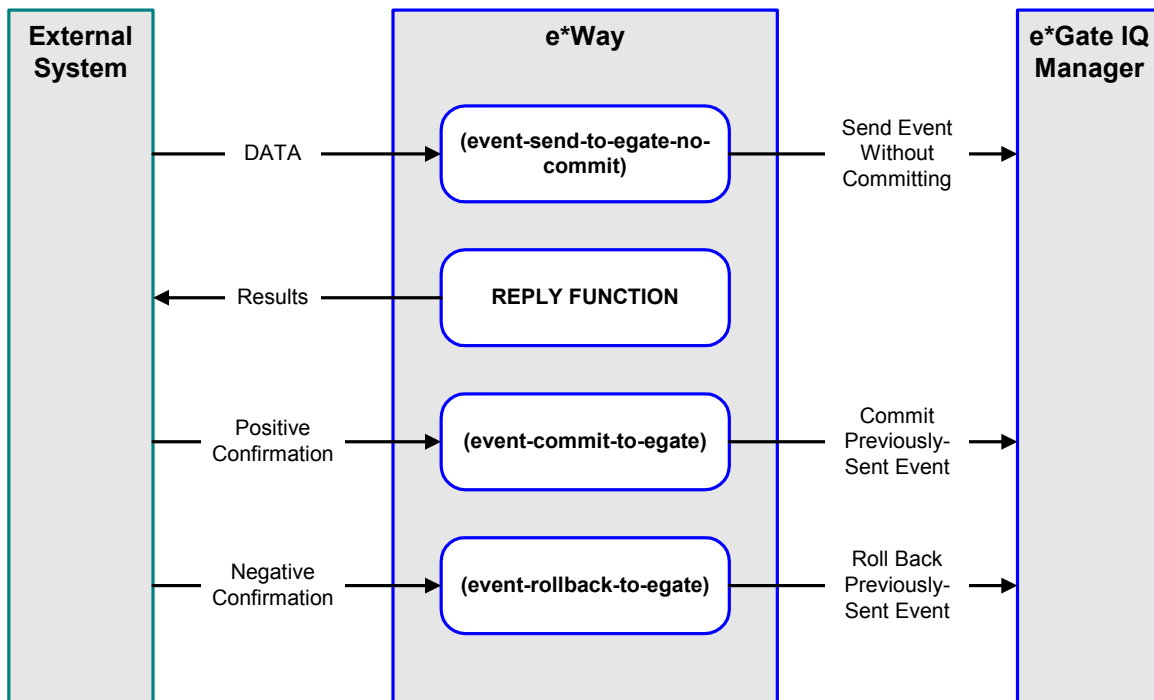 External
System
e*Way
e*Gate IQ
Manager
DATA
(event-send-to-egate-no-
commit)
Send Event
Without
Committing
Results
REPLY FUNCTION
Positive
Confirmation
(event-commit-to-egate)
Commit
Previously-
Sent Event
Negative
Confirmation
(event-rollback-to-egate)
Roll Back
Previously-
Sent Event